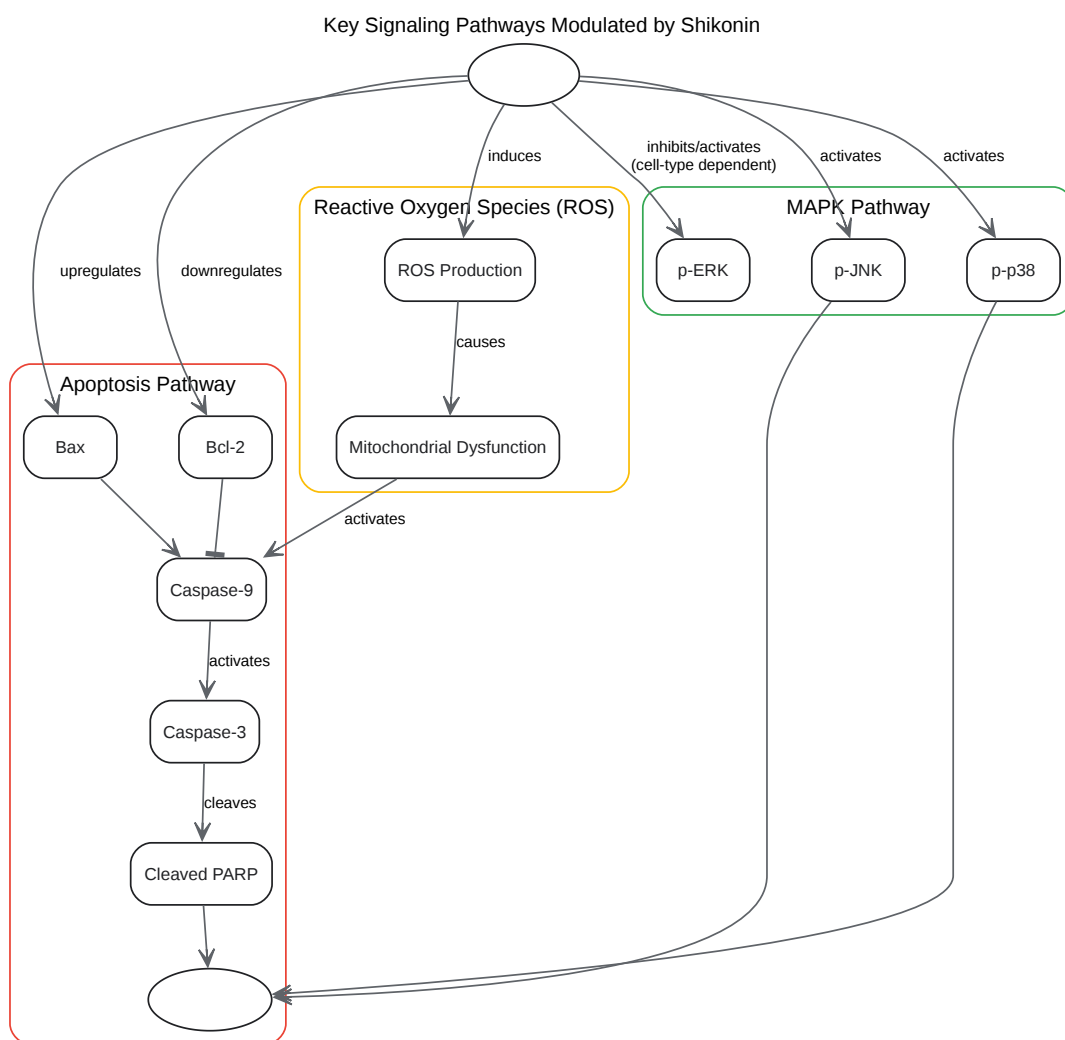 Key Signaling Pathways Modulated by Shikonin
induces
inhibits/activates
(cell-type dependent)
activates
activates
Reactive Oxygen Species (ROS)
MAPK Pathway
upregulates
downregulates
ROS Production
p-ERK
p-JNK
p-p38
causes
Apoptosis Pathway
Bax
Bcl-2
Mitochondrial Dysfunction
activates
Caspase-9
activates
Caspase-3
cleaves
Cleaved PARP